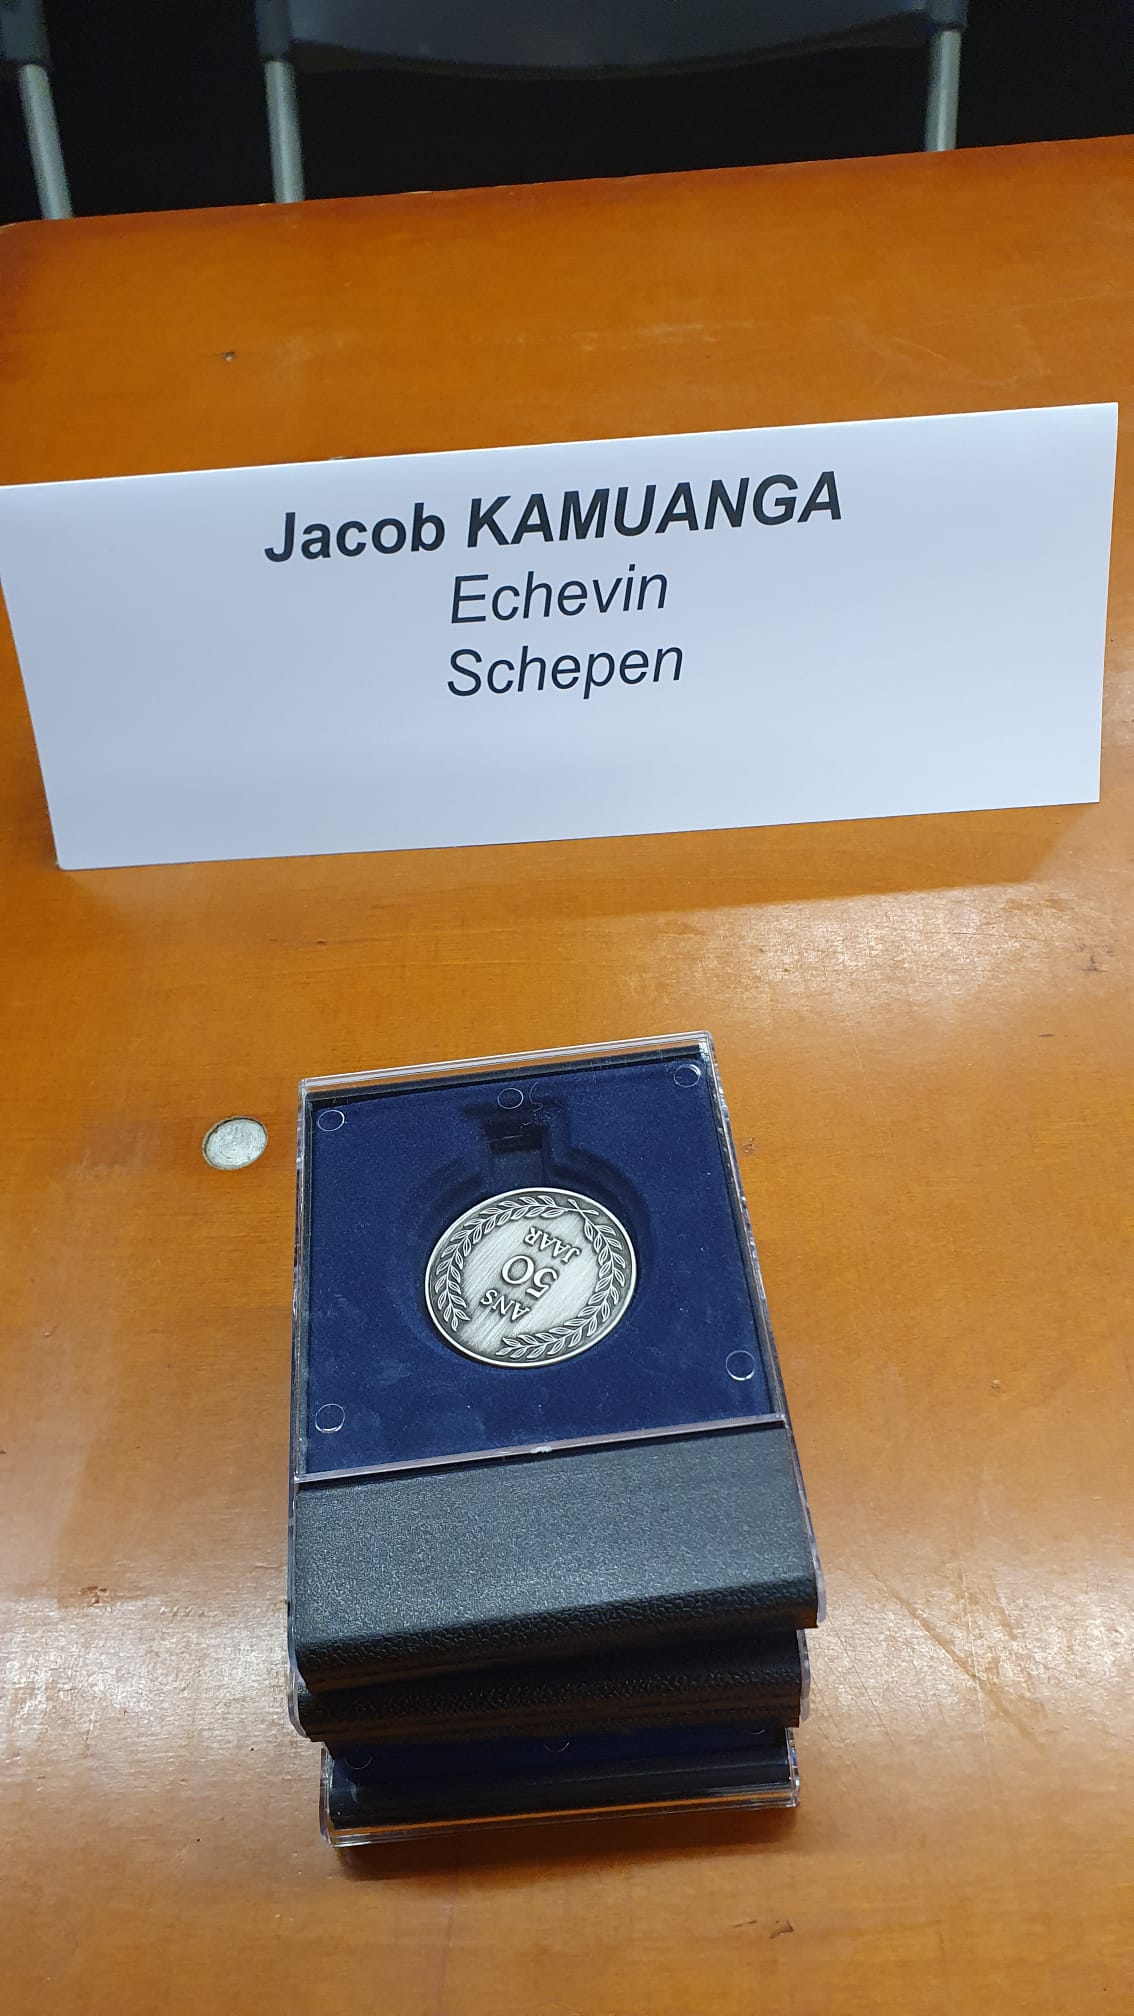 Jacob KAMUANGA
Echevin
Schepen
ANS
50
JAAR